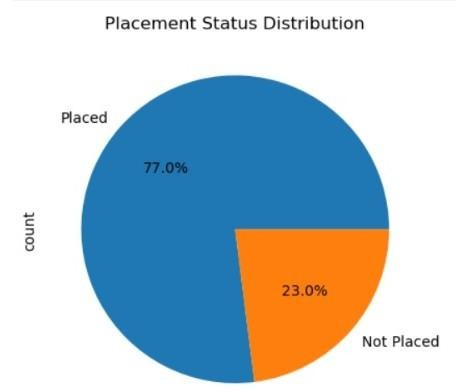 Placement Status Distribution
Placed
77.0%
count
23.0%
Not Placed